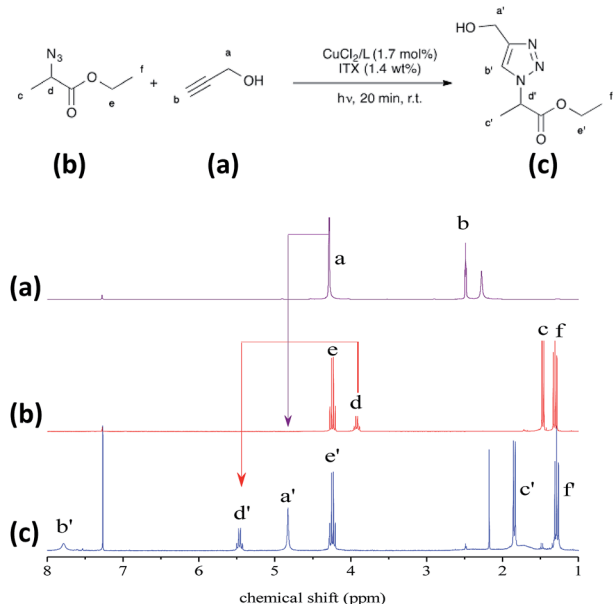 N₃
O
O
f
c
d
e
(b)
+
a
b
OH
(a)
CuCl₂/L (1.7 mol%)
ITX (1.4 wt%)
hν, 20 min, r.t.
a'
HO
N
N
b'
N
d'
c'
O
O
f
e'
(c)
(a)
a
b
(b)
e
d
c
f
(c)
b'
d'
a'
e'
c'
f'
8 7 6 5 4 3 2 1
chemical shift (ppm)